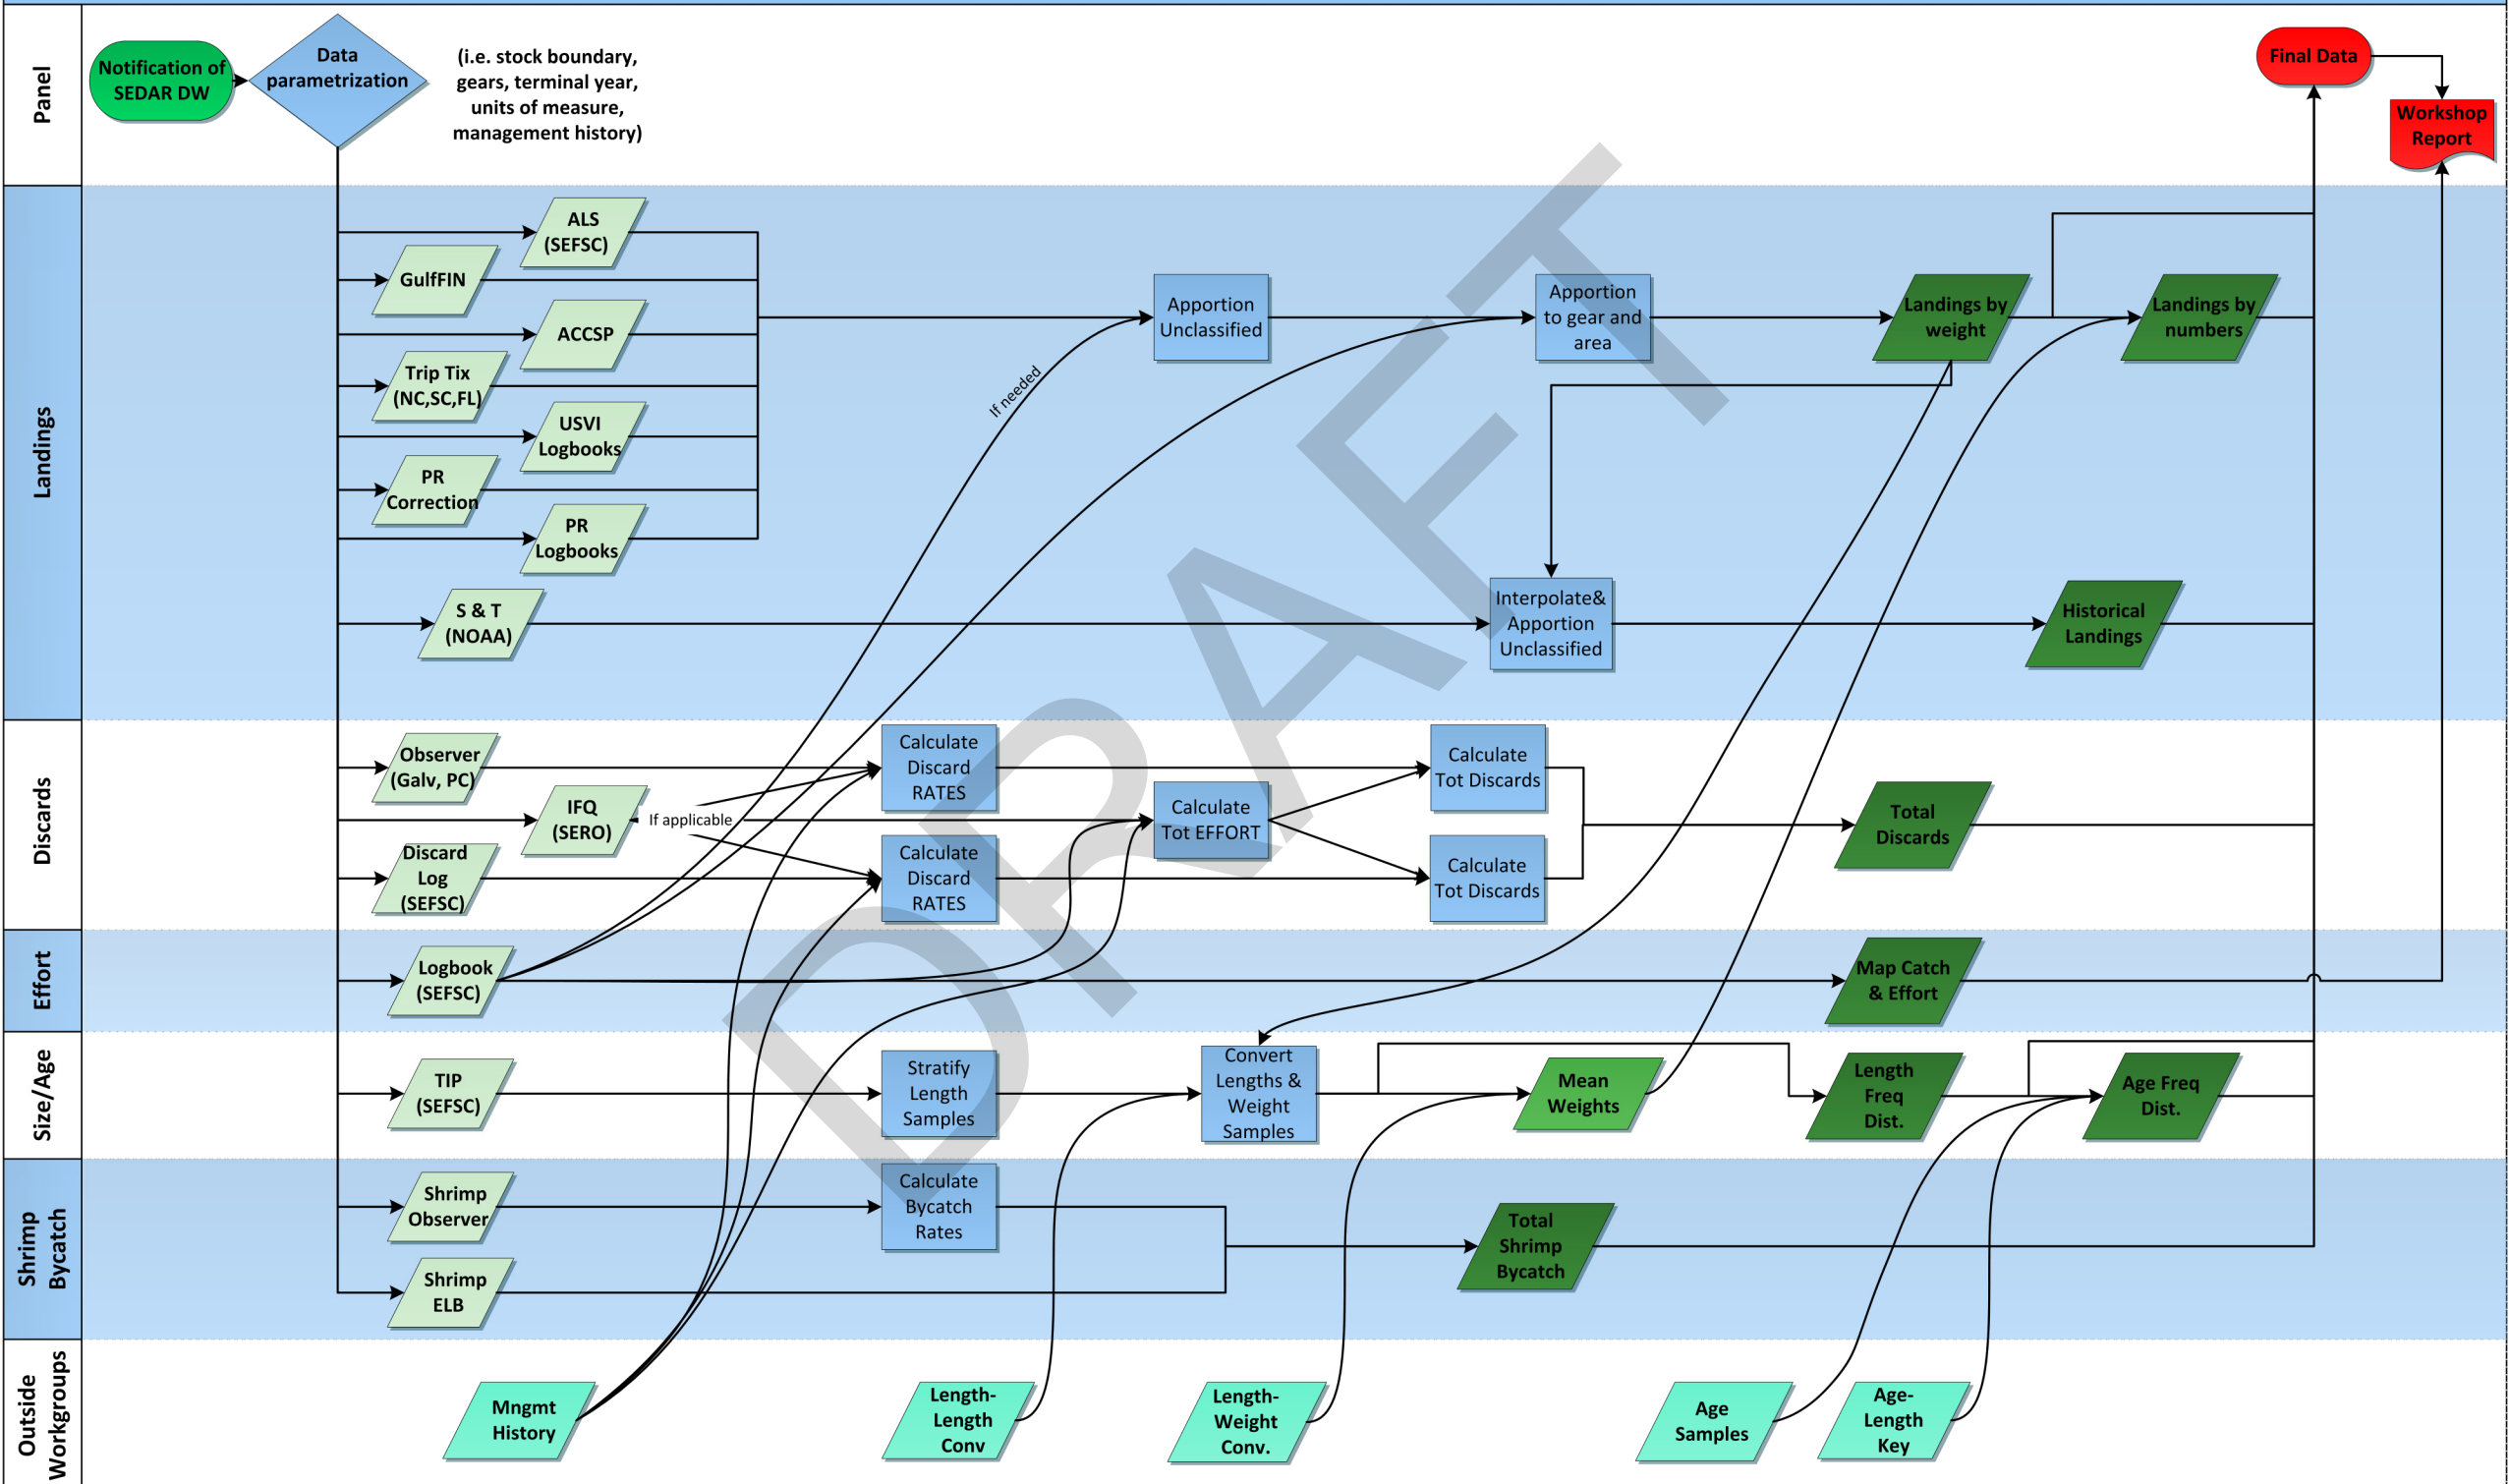 Panel
Notification of
SEDAR DW
Data
parametrization
(i.e. stock boundary,
gears, terminal year,
units of measure,
management history)
Final Data
Workshop
Report
Landings
ALS
(SEFSC)
GulfFIN
ACCSP
Trip Tix
(NC,SC,FL)
USVI
Logbooks
PR
Correction
PR
Logbooks
S & T
(NOAA)
If needed
Apportion
Unclassified
Apportion
to gear and
area
Landings by
weight
Landings by
numbers
Interpolate&
Apportion
Unclassified
Historical
Landings
Discards
Observer
(Galv, PC)
IFQ
(SERO)
If applicable
Discard
Log
(SEFSC)
Calculate
Discard
RATES
Calculate
Discard
RATES
Calculate
Tot EFFORT
Calculate
Tot Discards
Calculate
Tot Discards
Total
Discards
Effort
Logbook
(SEFSC)
Map Catch
& Effort
Size/Age
TIP
(SEFSC)
Stratify
Length
Samples
Convert
Lengths &
Weight
Samples
Mean
Weights
Length
Freq
Dist.
Age Freq
Dist.
Shrimp
Bycatch
Shrimp
Observer
Shrimp
ELB
Calculate
Bycatch
Rates
Total
Shrimp
Bycatch
Outside
Workgroups
Mngmt
History
Length-
Length
Conv
Length-
Weight
Conv.
Age
Samples
Age-
Length
Key
DRAFT